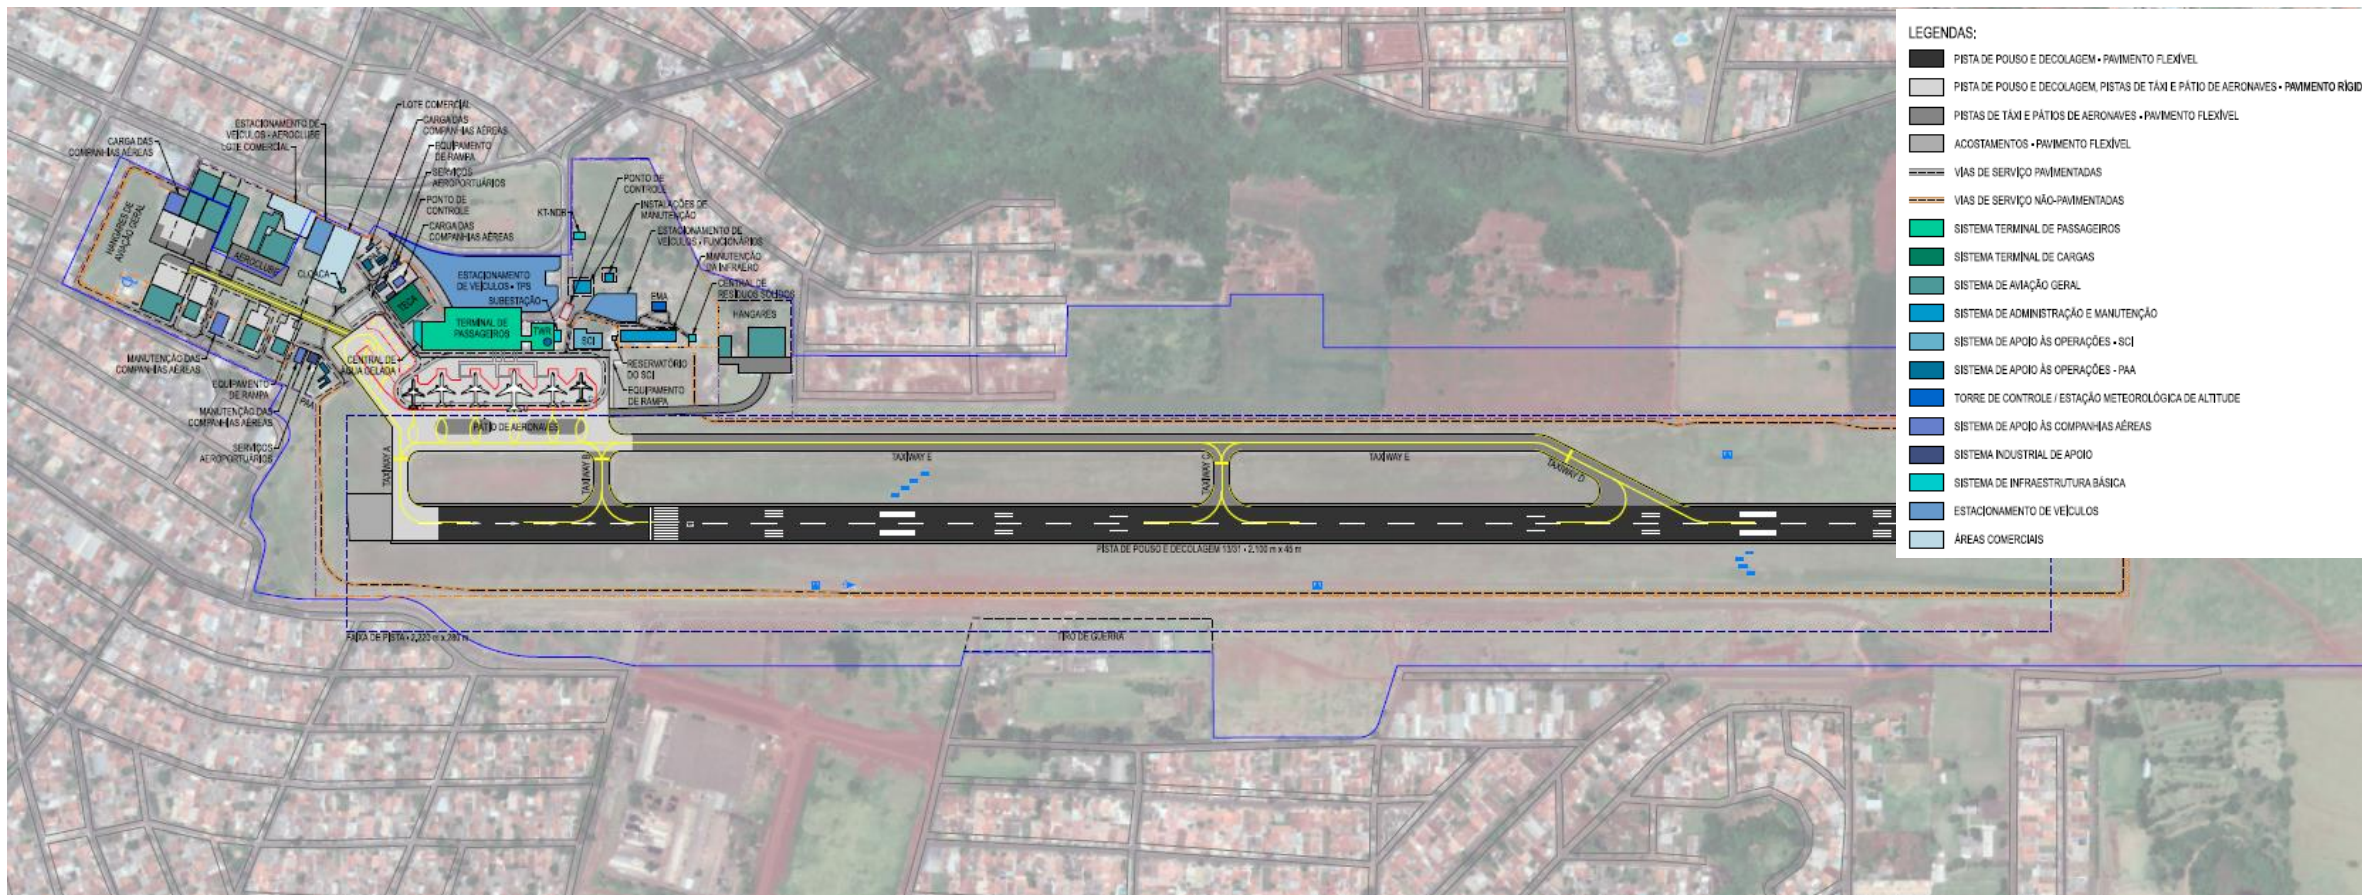 LEGENDAS:
PISTA DE POUSO E DECOLAGEM - PAVIMENTO FLEXÍVEL
PISTA DE POUSO E DECOLAGEM, PISTAS DE TÁXI E PÁTIO DE AERONAVES - PAVIMENTO RÍGID
PISTAS DE TÁXI E PÁTIOS DE AERONAVES - PAVIMENTO FLEXÍVEL
ACOSTAMENTOS - PAVIMENTO FLEXÍVEL
VIAS DE SERVIÇO PAVIMENTADAS
VIAS DE SERVIÇO NÃO-PAVIMENTADAS
SISTEMA TERMINAL DE PASSAGEIROS
SISTEMA TERMINAL DE CARGAS
SISTEMA DE AVIAÇÃO GERAL
SISTEMA DE ADMINISTRAÇÃO E MANUTENÇÃO
SISTEMA DE APOIO ÀS OPERAÇÕES - SCI
SISTEMA DE APOIO ÀS OPERAÇÕES - PAA
TORRE DE CONTROLE / ESTAÇÃO METEOROLÓGICA DE ALTITUDE
SISTEMA DE APOIO ÀS COMPANHIAS AÉREAS
SISTEMA INDUSTRIAL DE APOIO
SISTEMA DE INFRAESTRUTURA BÁSICA
ESTACIONAMENTO DE VEÍCULOS
ÁREAS COMERCIAIS
LOTE COMERCIAL
CARGA DAS
COMPANHIAS AÉREAS
EQUIPAMENTO
DE RAMPA
SERVIÇOS
AEROPORTUÁRIOS
PONTO DE
CONTROLE
CARGA DAS
COMPANHIAS AÉREAS
ESTACIONAMENTO DE
VEÍCULOS - AEROCLUBE
LOTE COMERCIAL
CARGA DAS
COMPANHIAS AÉREAS
HANGARES DE
AVIAÇÃO GERAL
AEROCLUBE
CLOACA
TECA
ESTACIONAMENTO
DE VEÍCULOS - TPS
SUBESTAÇÃO
TERMINAL DE
PASSAGEIROS
TWR
SCI
KT-NDB
PONTO DE
CONTROLE
INSTALAÇÕES DE
MANUTENÇÃO
ESTACIONAMENTO DE
VEÍCULOS - FUNCIONÁRIOS
MANUTENÇÃO
DA INFRAERO
EMA
CENTRAL DE
RESÍDUOS SÓLIDOS
HANGARES
RESERVATÓRIO
DO SCI
EQUIPAMENTO
DE RAMPA
CENTRAL DE
ÁGUA GELADA
MANUTENÇÃO DAS
COMPANHIAS AÉREAS
EQUIPAMENTO
DE RAMPA
MANUTENÇÃO DAS
COMPANHIAS AÉREAS
PAA
SERVIÇOS
AEROPORTUÁRIOS
PÁTIO DE AERONAVES
TAXIWAY A
TAXIWAY B
TAXIWAY E
TAXIWAY C
TAXIWAY E
TAXIWAY D
PISTA DE POUSO E DECOLAGEM 13/31 - 2.100 m x 45 m
FAIXA DE PISTA - 2.220 m x 280 m
TIRO DE GUERRA